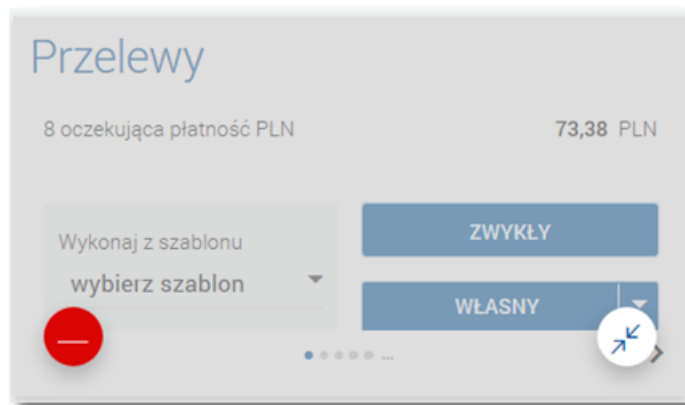 Przelewy
8 oczekująca płatność PLN 73,38 PLN
Wykonaj z szablonu
wybierz szablon
ZWYKŁY
WŁASNY
...